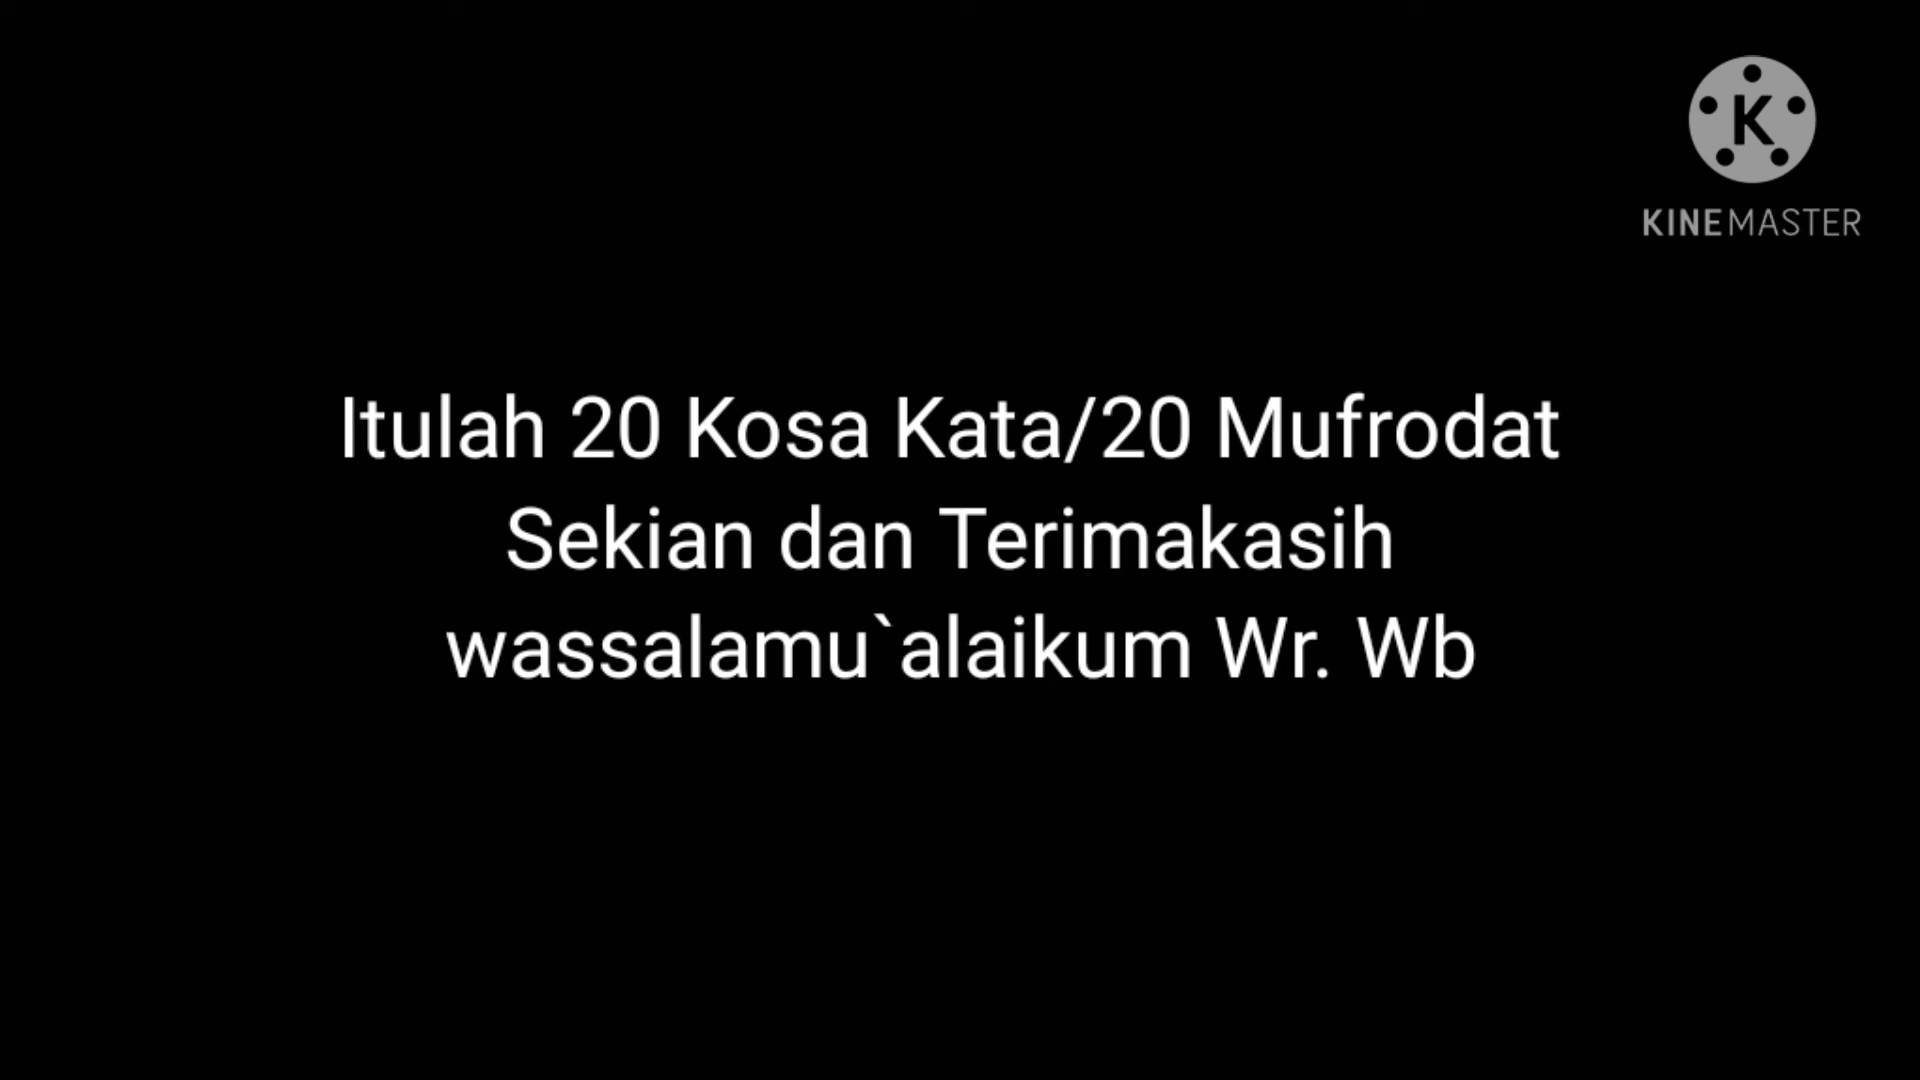 K
KINEMASTER
Itulah 20 Kosa Kata/20 Mufrodat
Sekian dan Terimakasih
wassalamu`alaikum Wr. Wb